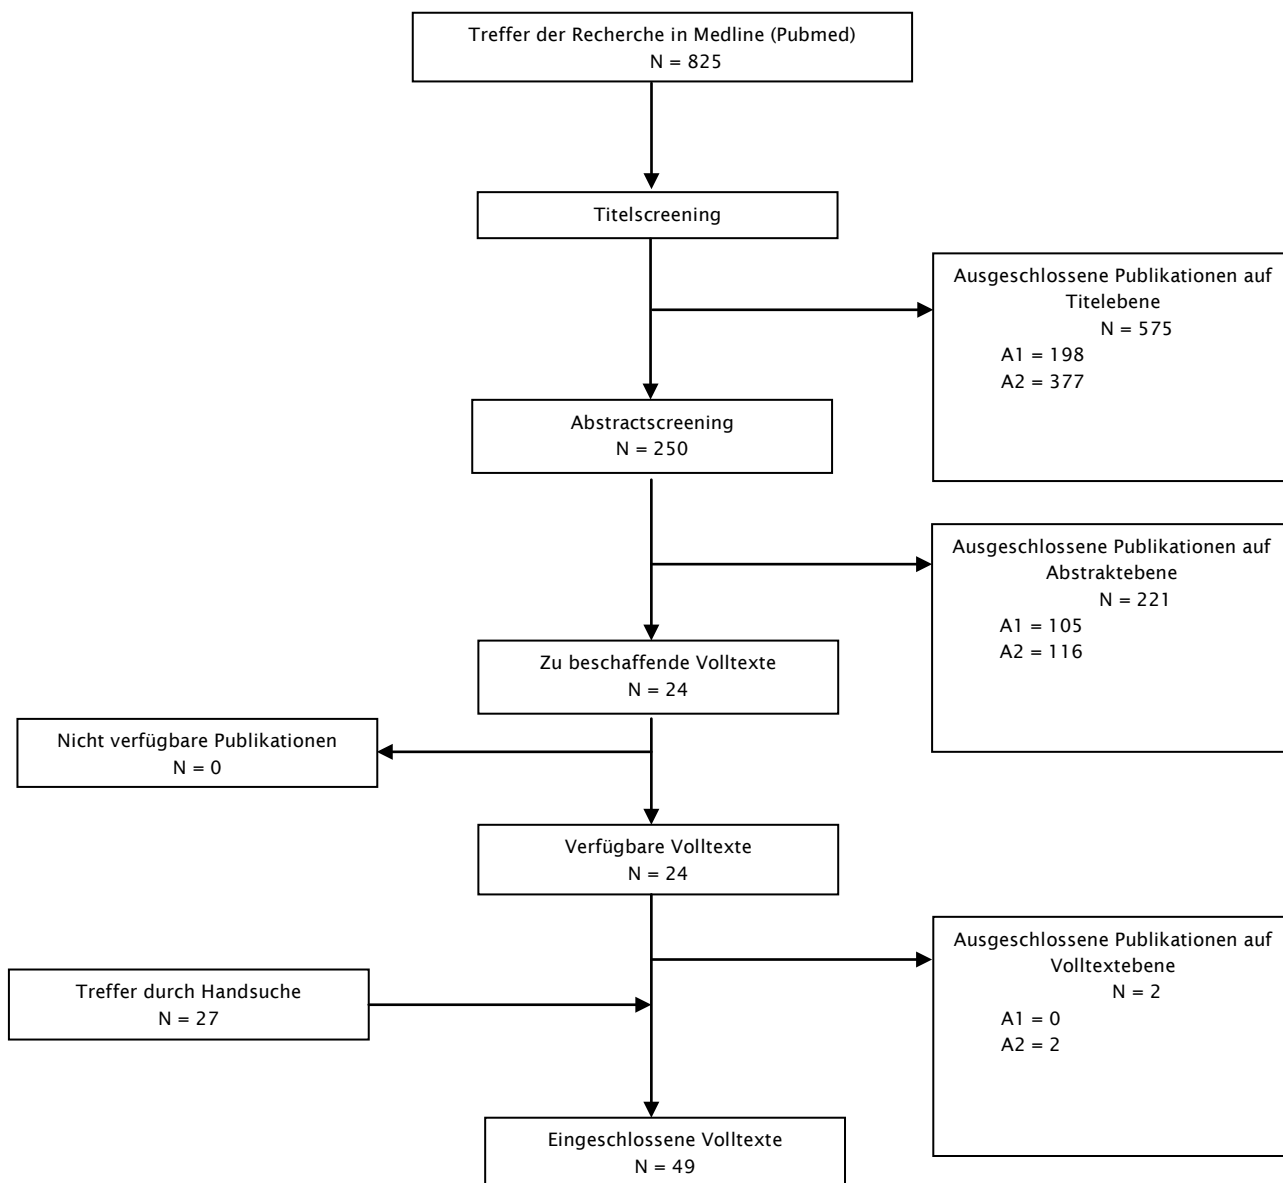 Treffer der Recherche in Medline (Pubmed)
N = 825
Titelscreening
Ausgeschlossene Publikationen auf
Titelebene
N = 575
A1 = 198
A2 = 377
Abstractscreening
N = 250
Ausgeschlossene Publikationen auf
Abstraktebene
N = 221
A1 = 105
A2 = 116
Zu beschaffende Volltexte
N = 24
Nicht verfügbare Publikationen
N = 0
Verfügbare Volltexte
N = 24
Ausgeschlossene Publikationen auf
Volltextebene
N = 2
A1 = 0
A2 = 2
Treffer durch Handsuche
N = 27
Eingeschlossene Volltexte
N = 49